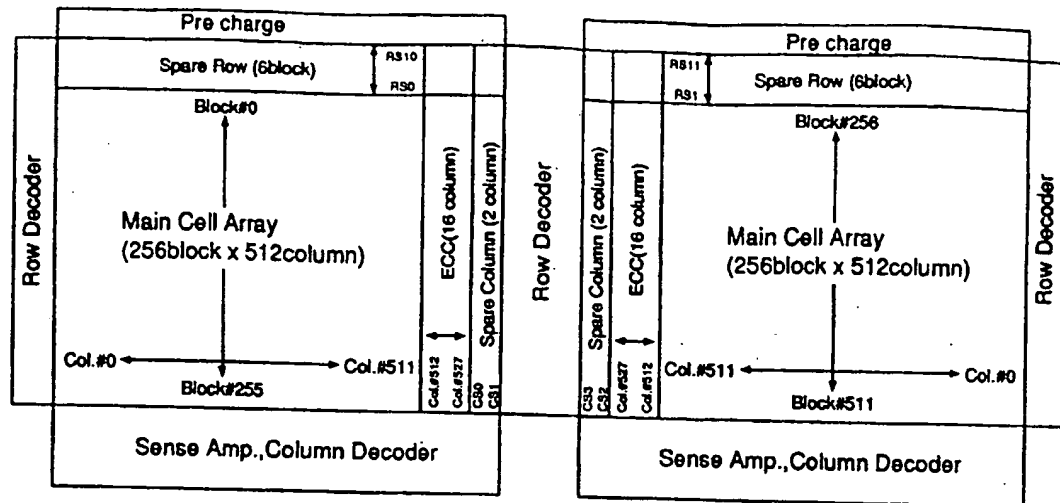 Pre charge
Spare Row (6block)
RS10
RS0
Block#0
Row Decoder
Main Cell Array
(256block x 512column)
Col.#0
Col.#511
Block#255
ECC(16 column)
Col.#512
Col.#527
Spare Column (2 column)
CS0
CS1
Sense Amp.,Column Decoder
Row Decoder
Pre charge
RS11
RS1
Spare Row (6block)
Block#256
Spare Column (2 column)
CS3
CS2
ECC(16 column)
Col.#527
Col.#512
Main Cell Array
(256block x 512column)
Col.#511
Col.#0
Block#511
Row Decoder
Sense Amp.,Column Decoder